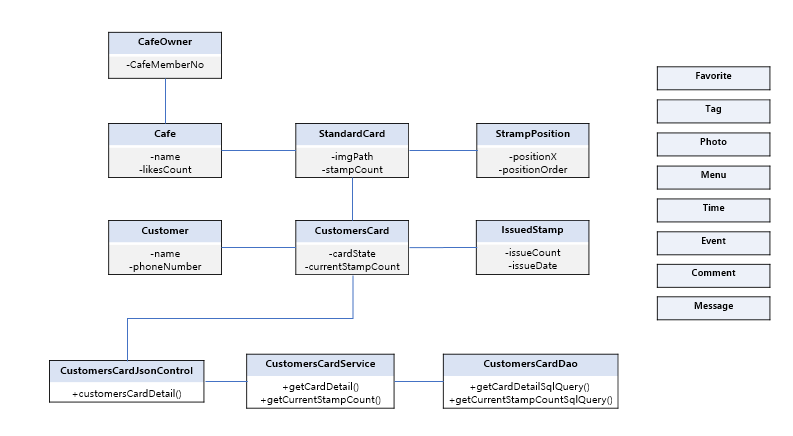 CafeOwner
-CafeMemberNo
Cafe
-name
-likesCount
StandardCard
-imgPath
-stampCount
StrampPosition
-positionX
-positionOrder
Customer
-name
-phoneNumber
CustomersCard
-cardState
-currentStampCount
IssuedStamp
-issueCount
-issueDate
CustomersCardJsonControl
+customersCardDetail()
CustomersCardService
+getCardDetail()
+getCurrentStampCount()
CustomersCardDao
+getCardDetailSqlQuery()
+getCurrentStampCountSqlQuery()
Favorite
Tag
Photo
Menu
Time
Event
Comment
Message